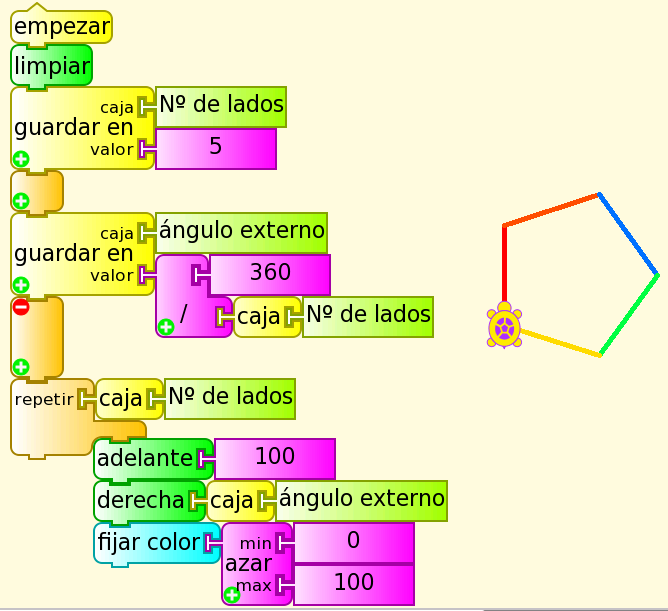 empezar
limpiar
caja Nº de lados
guardar en
valor 5
caja ángulo externo
guardar en
valor 360
/ caja Nº de lados
repetir caja Nº de lados
adelante 100
derecha caja ángulo externo
fijar color min 0
azar
max 100